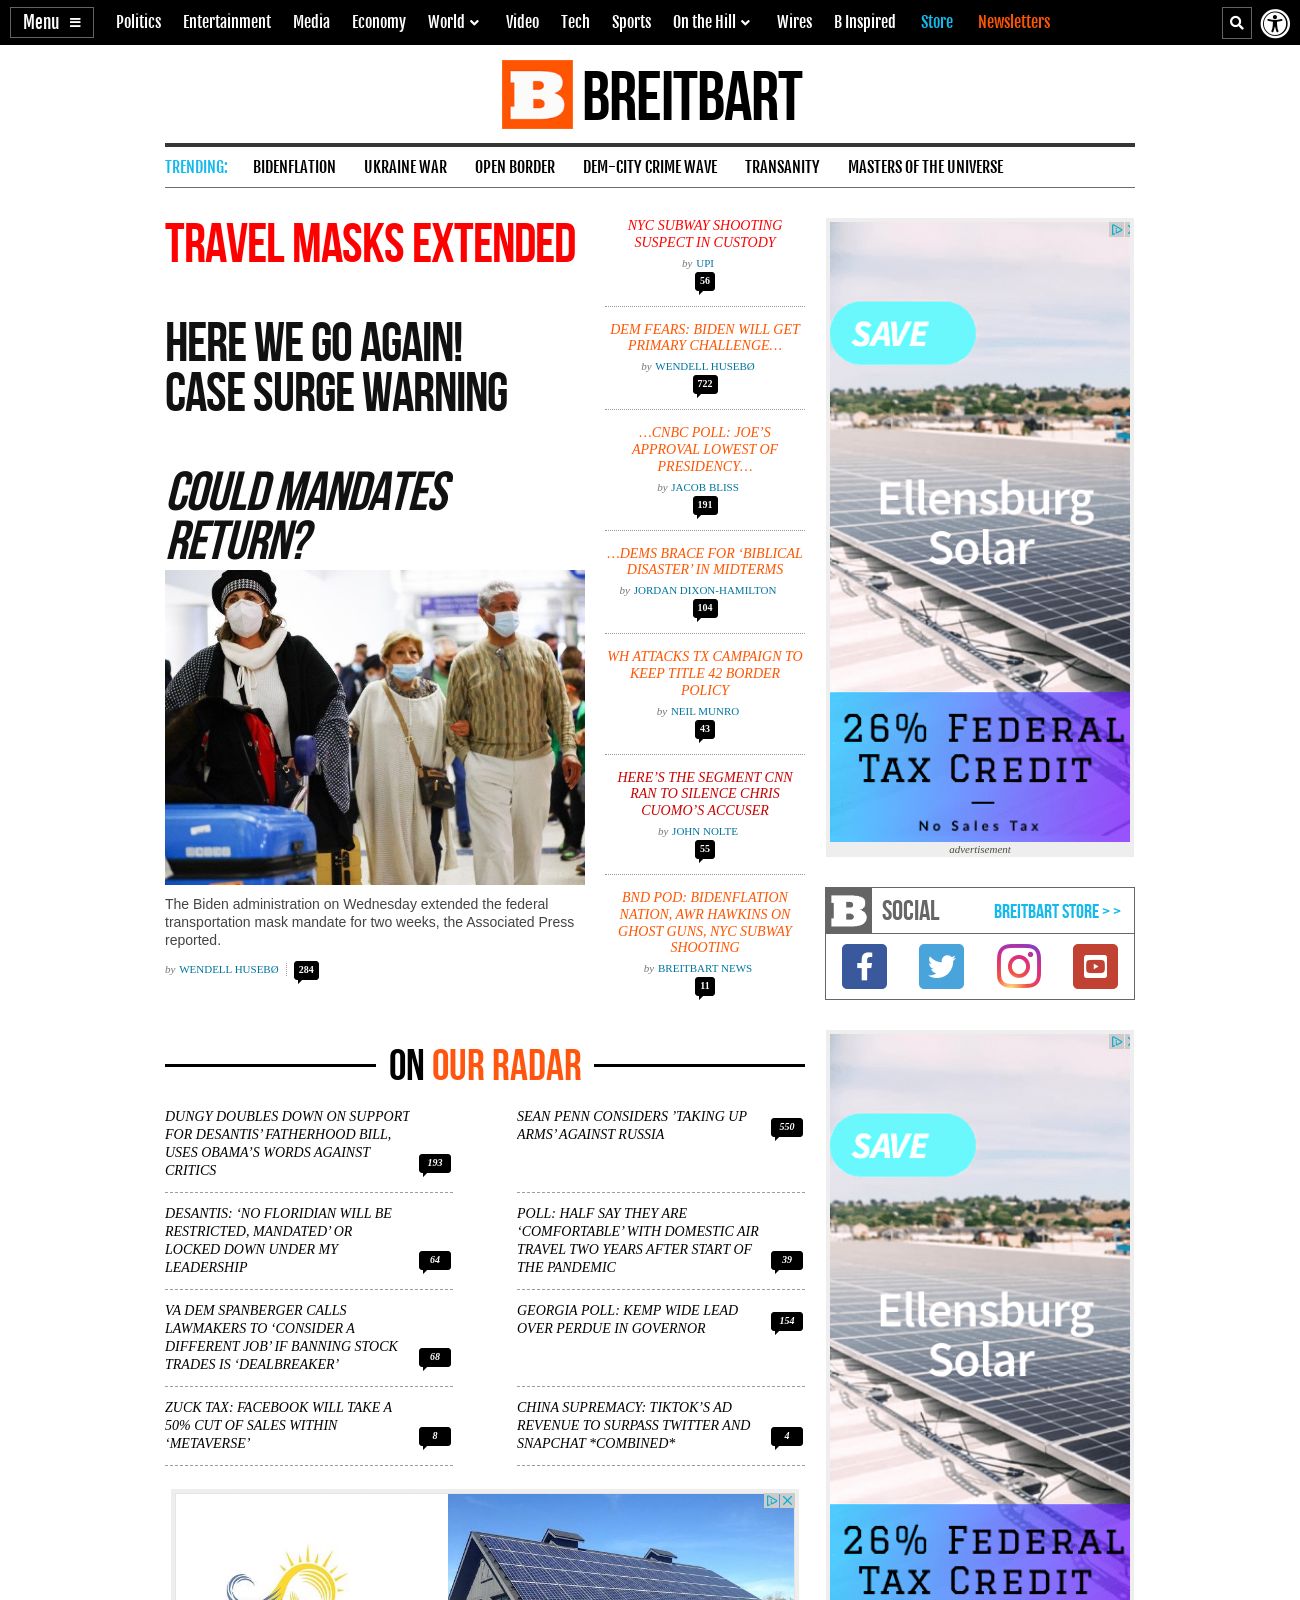 Menu ≡ Politics Entertainment Media Economy World Video Tech Sports On the Hill Wires B Inspired Store Newsletters
B BREITBART
TRENDING: BIDENFLATION UKRAINE WAR OPEN BORDER DEM-CITY CRIME WAVE TRANSANITY MASTERS OF THE UNIVERSE
TRAVEL MASKS EXTENDED
HERE WE GO AGAIN!
CASE SURGE WARNING
COULD MANDATES
RETURN?
The Biden administration on Wednesday extended the federal
transportation mask mandate for two weeks, the Associated Press
reported.
by WENDELL HUSEBØ 284
NYC SUBWAY SHOOTING
SUSPECT IN CUSTODY
by UPI
56
DEM FEARS: BIDEN WILL GET
PRIMARY CHALLENGE…
by WENDELL HUSEBØ
722
…CNBC POLL: JOE’S
APPROVAL LOWEST OF
PRESIDENCY…
by JACOB BLISS
191
…DEMS BRACE FOR ‘BIBLICAL
DISASTER’ IN MIDTERMS
by JORDAN DIXON-HAMILTON
104
WH ATTACKS TX CAMPAIGN TO
KEEP TITLE 42 BORDER
POLICY
by NEIL MUNRO
43
HERE’S THE SEGMENT CNN
RAN TO SILENCE CHRIS
CUOMO’S ACCUSER
by JOHN NOLTE
55
BND POD: BIDENFLATION
NATION, AWR HAWKINS ON
GHOST GUNS, NYC SUBWAY
SHOOTING
by BREITBART NEWS
11
SAVE
Ellensburg
Solar
26% FEDERAL
TAX CREDIT
No Sales Tax
advertisement
B SOCIAL BREITBART STORE > >
ON OUR RADAR
DUNGY DOUBLES DOWN ON SUPPORT
FOR DESANTIS’ FATHERHOOD BILL,
USES OBAMA’S WORDS AGAINST
CRITICS
193
SEAN PENN CONSIDERS ’TAKING UP
ARMS’ AGAINST RUSSIA
550
DESANTIS: ‘NO FLORIDIAN WILL BE
RESTRICTED, MANDATED’ OR
LOCKED DOWN UNDER MY
LEADERSHIP
64
POLL: HALF SAY THEY ARE
‘COMFORTABLE’ WITH DOMESTIC AIR
TRAVEL TWO YEARS AFTER START OF
THE PANDEMIC
39
VA DEM SPANBERGER CALLS
LAWMAKERS TO ‘CONSIDER A
DIFFERENT JOB’ IF BANNING STOCK
TRADES IS ‘DEALBREAKER’
68
GEORGIA POLL: KEMP WIDE LEAD
OVER PERDUE IN GOVERNOR
154
ZUCK TAX: FACEBOOK WILL TAKE A
50% CUT OF SALES WITHIN
‘METAVERSE’
8
CHINA SUPREMACY: TIKTOK’S AD
REVENUE TO SURPASS TWITTER AND
SNAPCHAT *COMBINED*
4
SAVE
Ellensburg
Solar
26% FEDERAL
TAX CREDIT